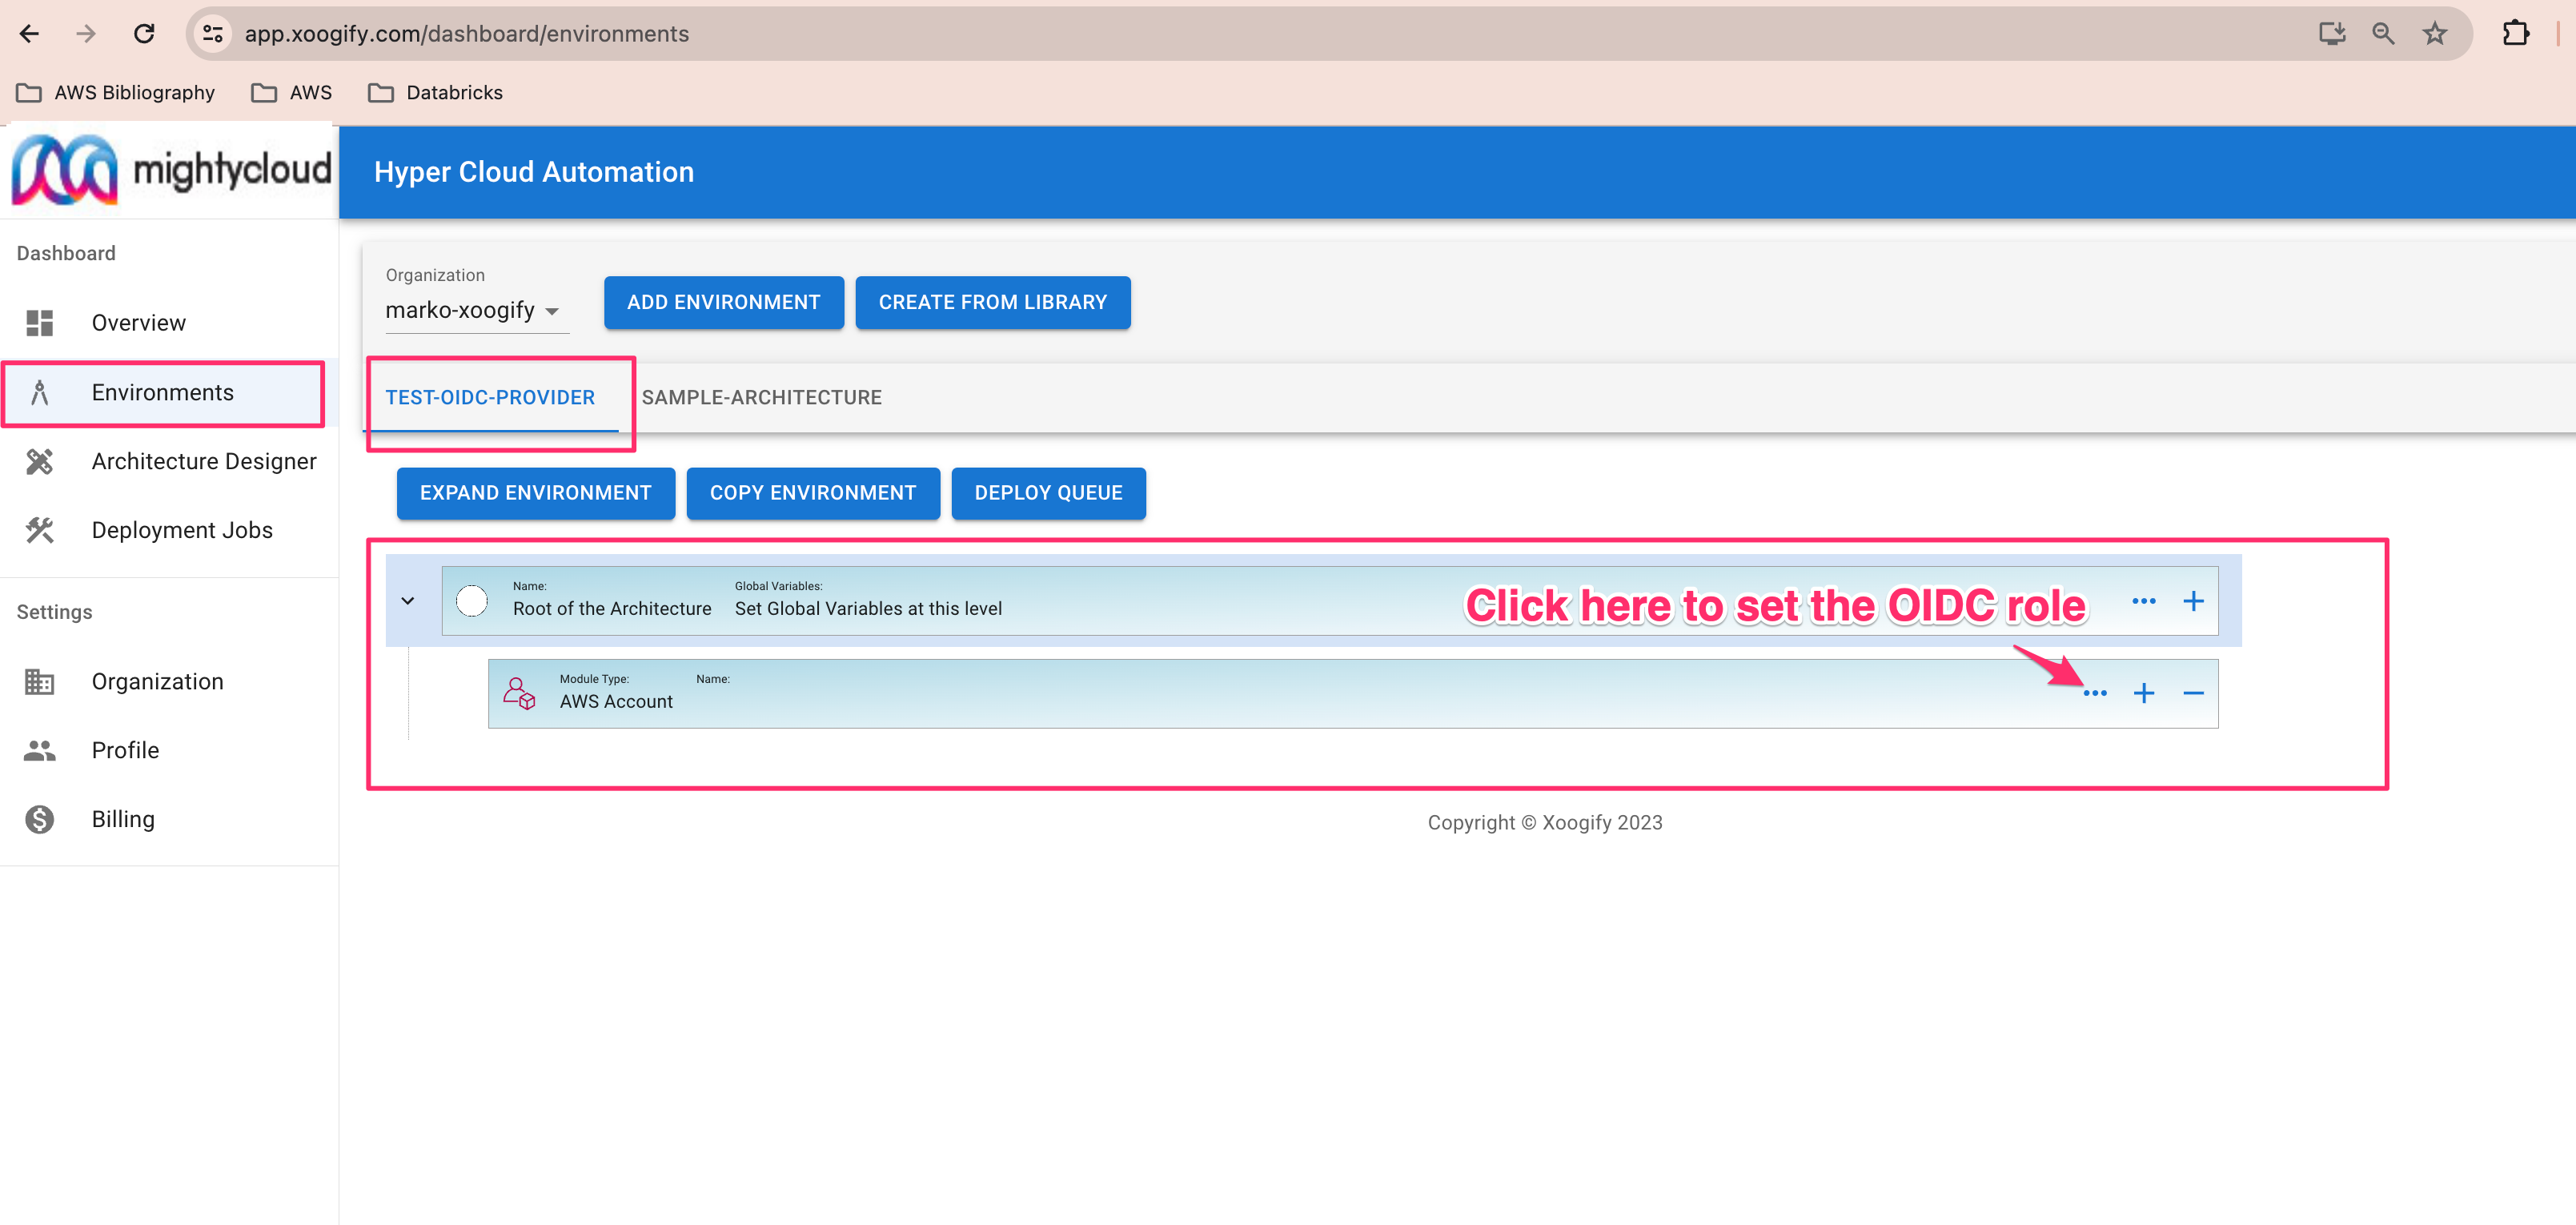 app.xoogify.com/dashboard/environments
AWS Bibliography AWS Databricks
mightycloud
Hyper Cloud Automation
Dashboard
Overview
Environments
Architecture Designer
Deployment Jobs
Settings
Organization
Profile
Billing
Organization
marko-xoogify
ADD ENVIRONMENT CREATE FROM LIBRARY
TEST-OIDC-PROVIDER SAMPLE-ARCHITECTURE
EXPAND ENVIRONMENT COPY ENVIRONMENT DEPLOY QUEUE
Name: Global Variables:
Root of the Architecture Set Global Variables at this level
Click here to set the OIDC role
Module Type: Name:
AWS Account
Copyright © Xoogify 2023